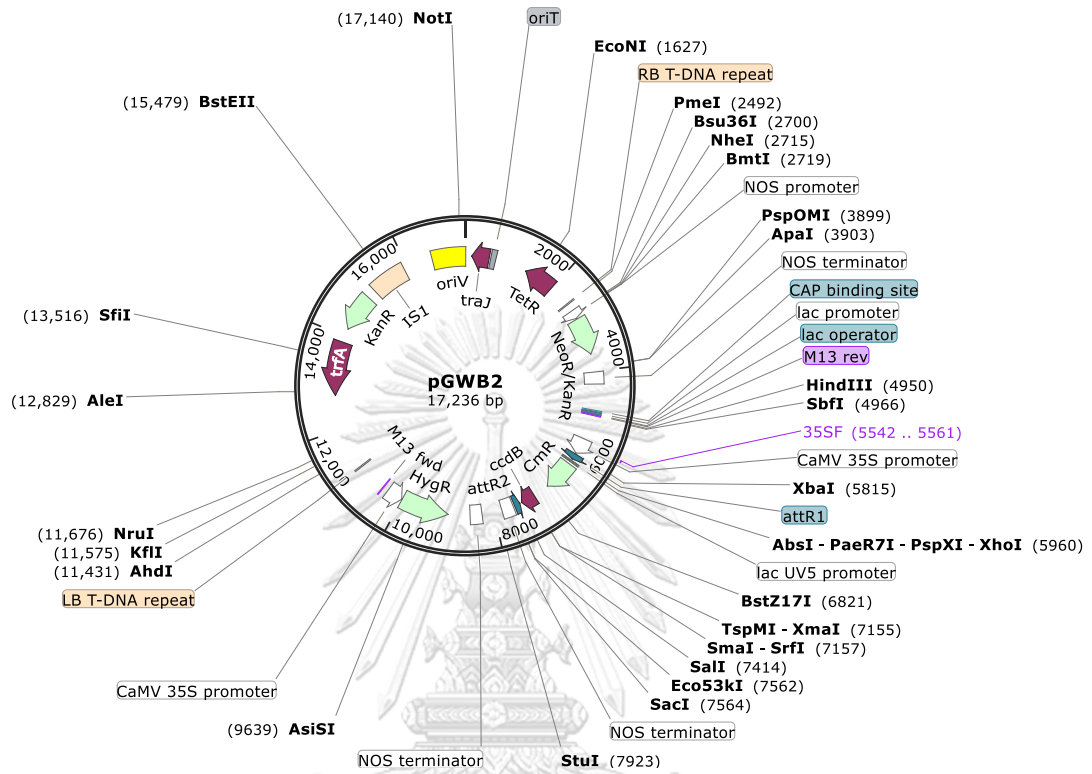 (17,140) NotI
oriT
EcoNI (1627)
RB T-DNA repeat
PmeI (2492)
Bsu36I (2700)
NheI (2715)
BmtI (2719)
NOS promoter
PspOMI (3899)
ApaI (3903)
NOS terminator
CAP binding site
lac promoter
lac operator
M13 rev
HindIII (4950)
SbfI (4966)
35SF (5542 .. 5561)
CaMV 35S promoter
XbaI (5815)
attR1
AbsI - PaeR7I - PspXI - XhoI (5960)
lac UV5 promoter
BstZ17I (6821)
TspMI - XmaI (7155)
SmaI - SrfI (7157)
SalI (7414)
Eco53kI (7562)
SacI (7564)
NOS terminator
StuI (7923)
NOS terminator
(9639) AsiSI
CaMV 35S promoter
LB T-DNA repeat
(11,431) AhdI
(11,575) KflI
(11,676) NruI
(12,829) AleI
(13,516) SfiI
(15,479) BstEII
2000
4000
6000
8000
10,000
12,000
14,000
16,000
oriV
traJ
TetR
NeoR/KanR
CmR
ccdB
attR2
HygR
M13 fwd
trfA
KanR
IS1
pGWB2
17,236 bp